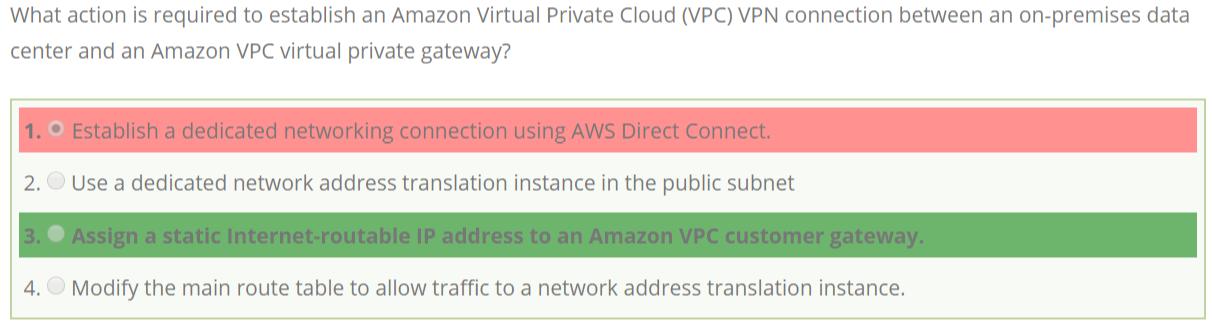 What action is required to establish an Amazon Virtual Private Cloud (VPC) VPN connection between an on-premises data
center and an Amazon VPC virtual private gateway?
1. Establish a dedicated networking connection using AWS Direct Connect.
2. Use a dedicated network address translation instance in the public subnet
3. Assign a static Internet-routable IP address to an Amazon VPC customer gateway.
4. Modify the main route table to allow traffic to a network address translation instance.